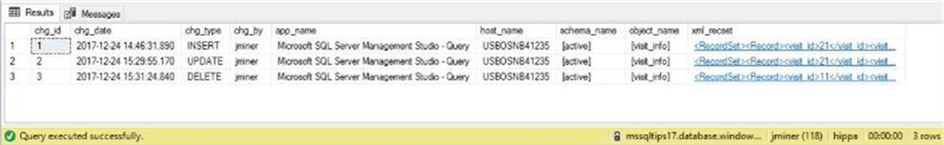 Results Messages
chg_id chg_date chg_type chg_by app_name host_name schema_name object_name xml_recset
1 1 2017-12-24 14:46:31.890 INSERT jminer Microsoft SQL Server Management Studio - Query USBOSNB41235 [active] [visit_info] <RecordSet><Record><visit_id>21</visit_id><visit...
2 2 2017-12-24 15:29:55.170 UPDATE jminer Microsoft SQL Server Management Studio - Query USBOSNB41235 [active] [visit_info] <RecordSet><Record><visit_id>21</visit_id><visit...
3 3 2017-12-24 15:31:24.840 DELETE jminer Microsoft SQL Server Management Studio - Query USBOSNB41235 [active] [visit_info] <RecordSet><Record><visit_id>11</visit_id><visit...
Query executed successfully. mssqltips17.database.window... jminer (118) hippa 00:00:00 3 rows